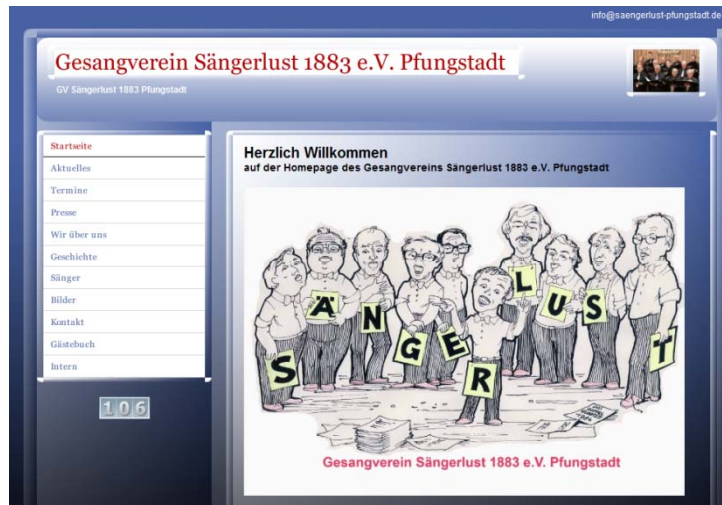 info@saengerlust-pfungstadt.de
Gesangverein Sängerlust 1883 e.V. Pfungstadt
GV Sängerlust 1883 Pfungstadt
Startseite
Aktuelles
Termine
Presse
Wir über uns
Geschichte
Sänger
Bilder
Kontakt
Gästebuch
Intern
106
Herzlich Willkommen
auf der Homepage des Gesangvereins Sängerlust 1883 e.V. Pfungstadt
SÄNGER LUST
Gesangverein Sängerlust 1883 e.V. Pfungstadt